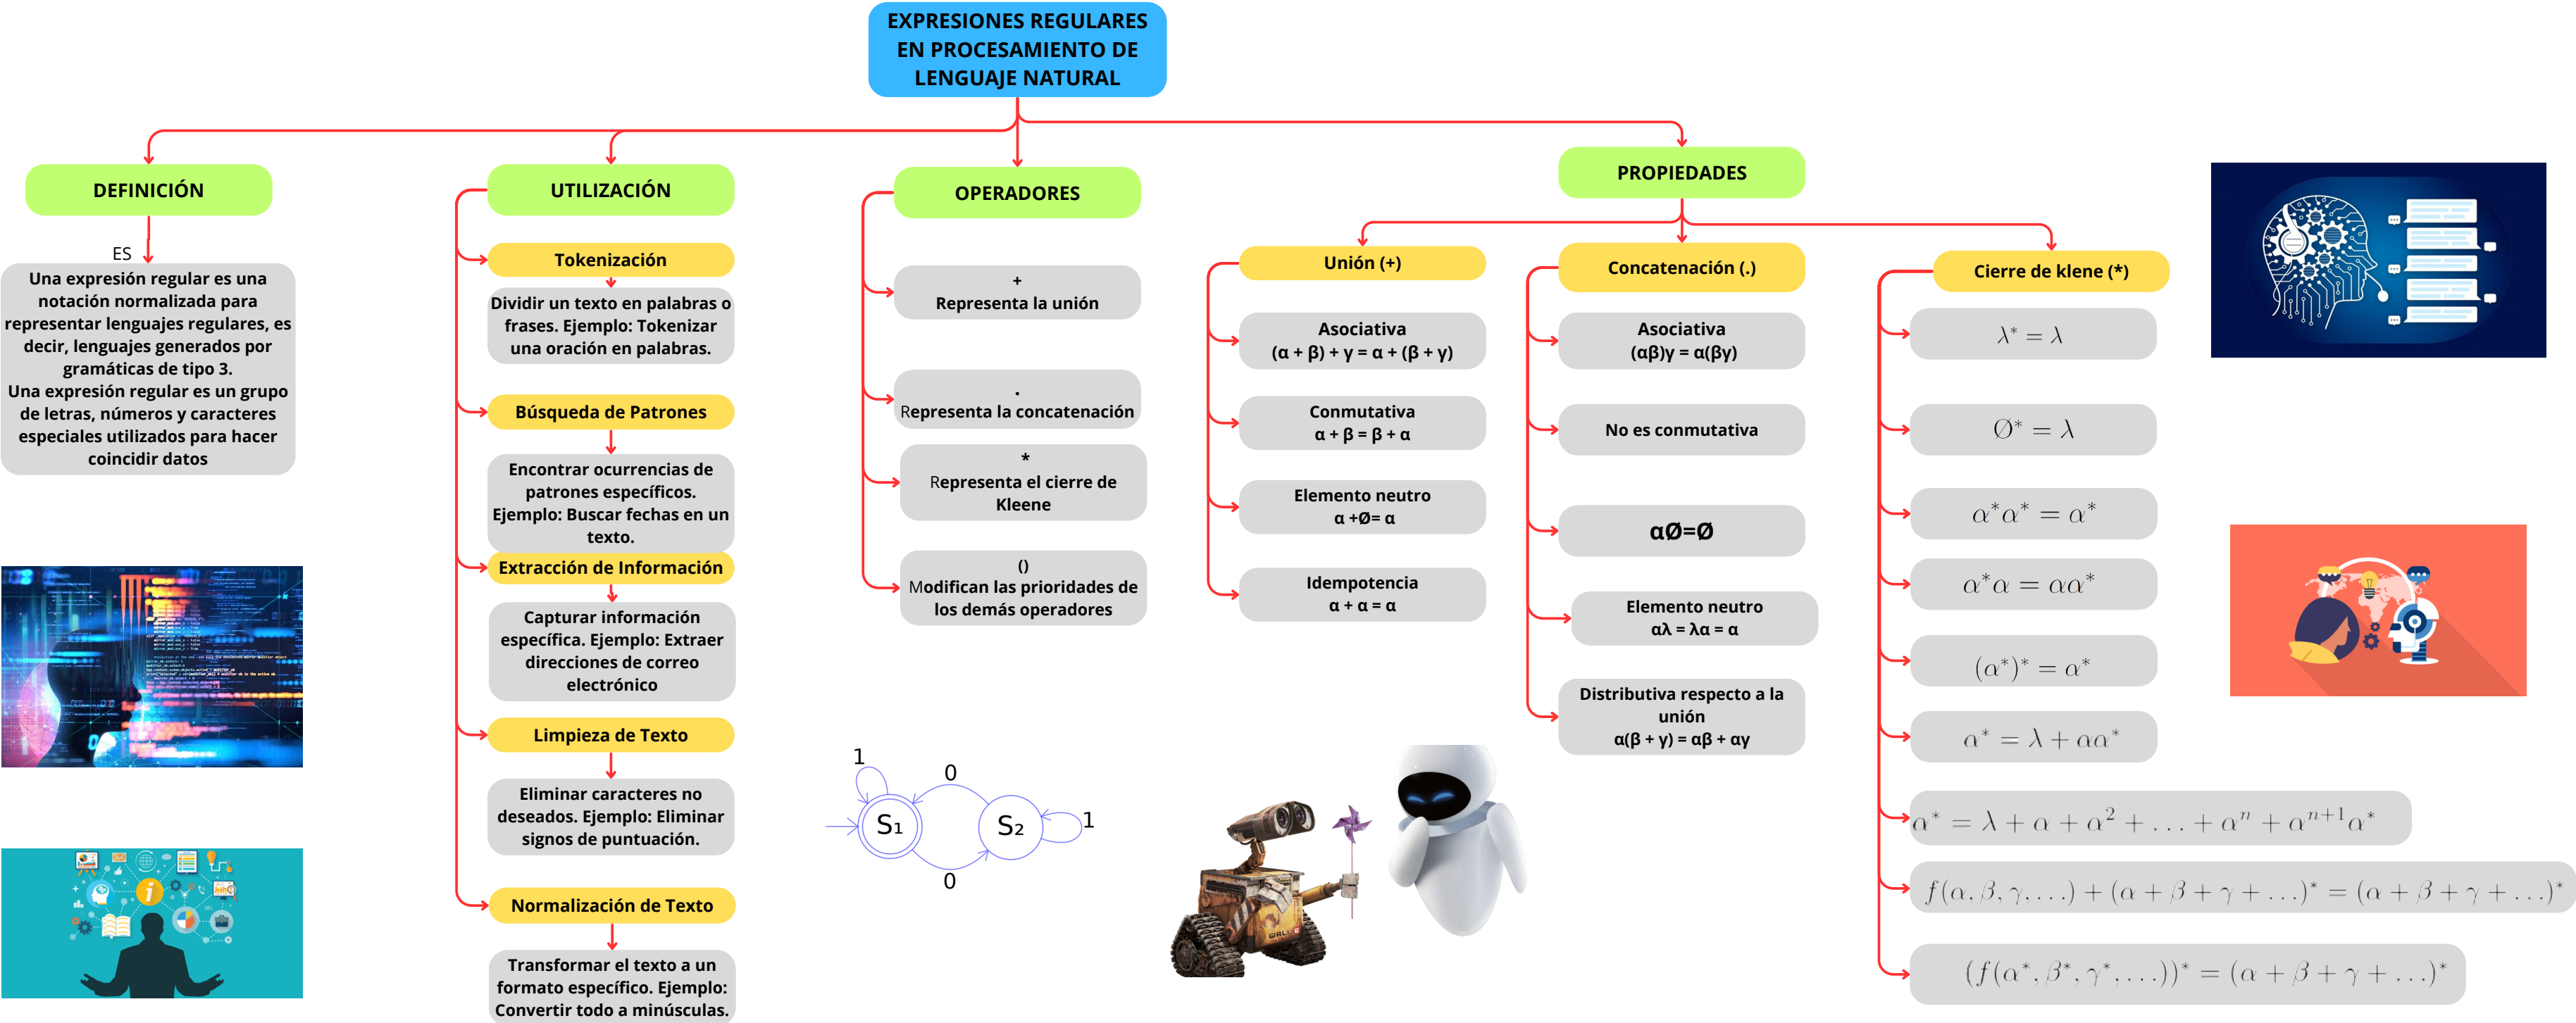 EXPRESIONES REGULARES
EN PROCESAMIENTO DE
LENGUAJE NATURAL
DEFINICIÓN
ES
Una expresión regular es una
notación normalizada para
representar lenguajes regulares, es
decir, lenguajes generados por
gramáticas de tipo 3.
Una expresión regular es un grupo
de letras, números y caracteres
especiales utilizados para hacer
coincidir datos
UTILIZACIÓN
Tokenización
Dividir un texto en palabras o
frases. Ejemplo: Tokenizar
una oración en palabras.
Búsqueda de Patrones
Encontrar ocurrencias de
patrones específicos.
Ejemplo: Buscar fechas en un
texto.
Extracción de Información
Capturar información
específica. Ejemplo: Extraer
direcciones de correo
electrónico
Limpieza de Texto
Eliminar caracteres no
deseados. Ejemplo: Eliminar
signos de puntuación.
Normalización de Texto
Transformar el texto a un
formato específico. Ejemplo:
Convertir todo a minúsculas.
OPERADORES
+
Representa la unión
.
Representa la concatenación
*
Representa el cierre de
Kleene
()
Modifican las prioridades de
los demás operadores
1
0
S₁
S₂
1
0
PROPIEDADES
Unión (+)
Asociativa
(α + β) + γ = α + (β + γ)
Conmutativa
α + β = β + α
Elemento neutro
α +Ø= α
Idempotencia
α + α = α
Concatenación (.)
Asociativa
(αβ)γ = α(βγ)
No es conmutativa
αØ=Ø
Elemento neutro
αλ = λα = α
Distributiva respecto a la
unión
α(β + γ) = αβ + αγ
WALL·E
Cierre de klene (*)
λ* = λ
Ø* = λ
α*α* = α*
α*α = αα*
(α*)* = α*
α* = λ + αα*
α* = λ + α + α² + ... + αⁿ + αⁿ⁺¹α*
f(α, β, γ, ...) + (α + β + γ + ...)* = (α + β + γ + ...)*
(f(α*, β*, γ*, ...))* = (α + β + γ + ...)*